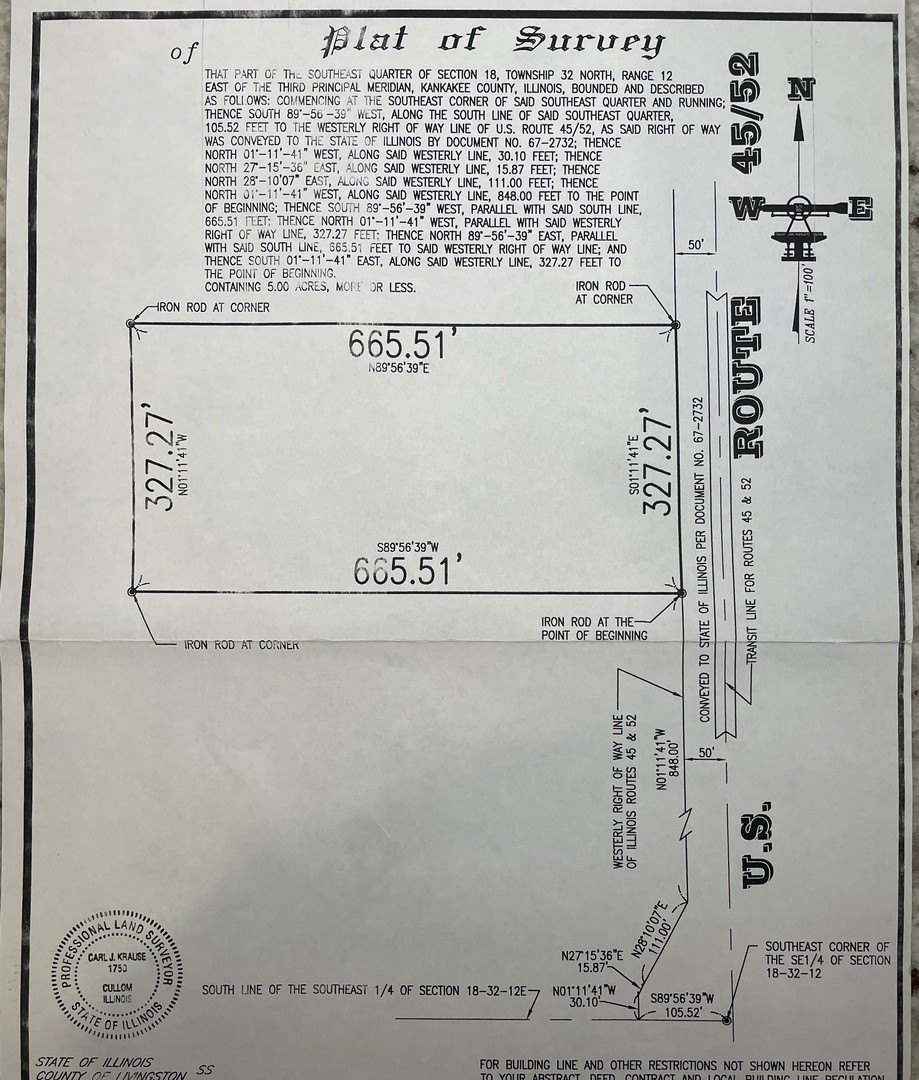 Plat of Survey
of
THAT PART OF THE SOUTHEAST QUARTER OF SECTION 18, TOWNSHIP 32 NORTH, RANGE 12
EAST OF THE THIRD PRINCIPAL MERIDIAN, KANKAKEE COUNTY, ILLINOIS, BOUNDED AND DESCRIBED
AS FOLLOWS: COMMENCING AT THE SOUTHEAST CORNER OF SAID SOUTHEAST QUARTER AND RUNNING;
THENCE SOUTH 89°-56'-39" WEST, ALONG THE SOUTH LINE OF SAID SOUTHEAST QUARTER,
105.52 FEET TO THE WESTERLY RIGHT OF WAY LINE OF U.S. ROUTE 45/52, AS SAID RIGHT OF WAY
WAS CONVEYED TO THE STATE OF ILLINOIS BY DOCUMENT NO. 67-2732; THENCE
NORTH 01°-11'-41" WEST, ALONG SAID WESTERLY LINE, 30.10 FEET; THENCE
NORTH 27°-15'-36" EAST, ALONG SAID WESTERLY LINE, 15.87 FEET; THENCE
NORTH 28°-10'07" EAST, ALONG SAID WESTERLY LINE, 111.00 FEET; THENCE
NORTH 01°-11'-41" WEST, ALONG SAID WESTERLY LINE, 848.00 FEET TO THE POINT
OF BEGINNING; THENCE SOUTH 89°-56'-39" WEST, PARALLEL WITH SAID SOUTH LINE,
665.51 FEET; THENCE NORTH 01°-11'-41" WEST, PARALLEL WITH SAID WESTERLY
RIGHT OF WAY LINE, 327.27 FEET; THENCE NORTH 89°-56'-39" EAST, PARALLEL
WITH SAID SOUTH LINE, 665.51 FEET TO SAID WESTERLY RIGHT OF WAY LINE; AND
THENCE SOUTH 01°-11'-41" EAST, ALONG SAID WESTERLY LINE, 327.27 FEET TO
THE POINT OF BEGINNING.
CONTAINING 5.00 ACRES, MORE OR LESS.
N
W
E
SCALE 1"=100'
50'
IRON ROD AT CORNER
IRON ROD
AT CORNER
665.51'
N89°56'39"E
327.27'
N01°11'41"W
S01°11'41"E
327.27'
S89°56'39"W
665.51'
IRON ROD AT CORNER
IRON ROD AT THE
POINT OF BEGINNING
U.S. ROUTE 45/52
CONVEYED TO STATE OF ILLINOIS PER DOCUMENT NO. 67-2732
TRANSIT LINE FOR ROUTES 45 & 52
WESTERLY RIGHT OF WAY LINE
OF ILLINOIS ROUTES 45 & 52
N01°11'41"W
848.00'
50'
N28°10'07"E
111.00'
N27°15'36"E
15.87'
N01°11'41"W
30.10'
S89°56'39"W
105.52'
SOUTHEAST CORNER OF
THE SE1/4 OF SECTION
18-32-12
SOUTH LINE OF THE SOUTHEAST 1/4 OF SECTION 18-32-12E
PROFESSIONAL LAND SURVEYOR
CARL J. KRAUSE
1750
CULLOM
ILLINOIS
STATE OF ILLINOIS
STATE OF ILLINOIS
COUNTY OF LIVINGSTON SS
FOR BUILDING LINE AND OTHER RESTRICTIONS NOT SHOWN HEREON REFER
TO YOUR ABSTRACT, DEED, CONTRACT AND LOCAL BUILDING LINE REGULATION